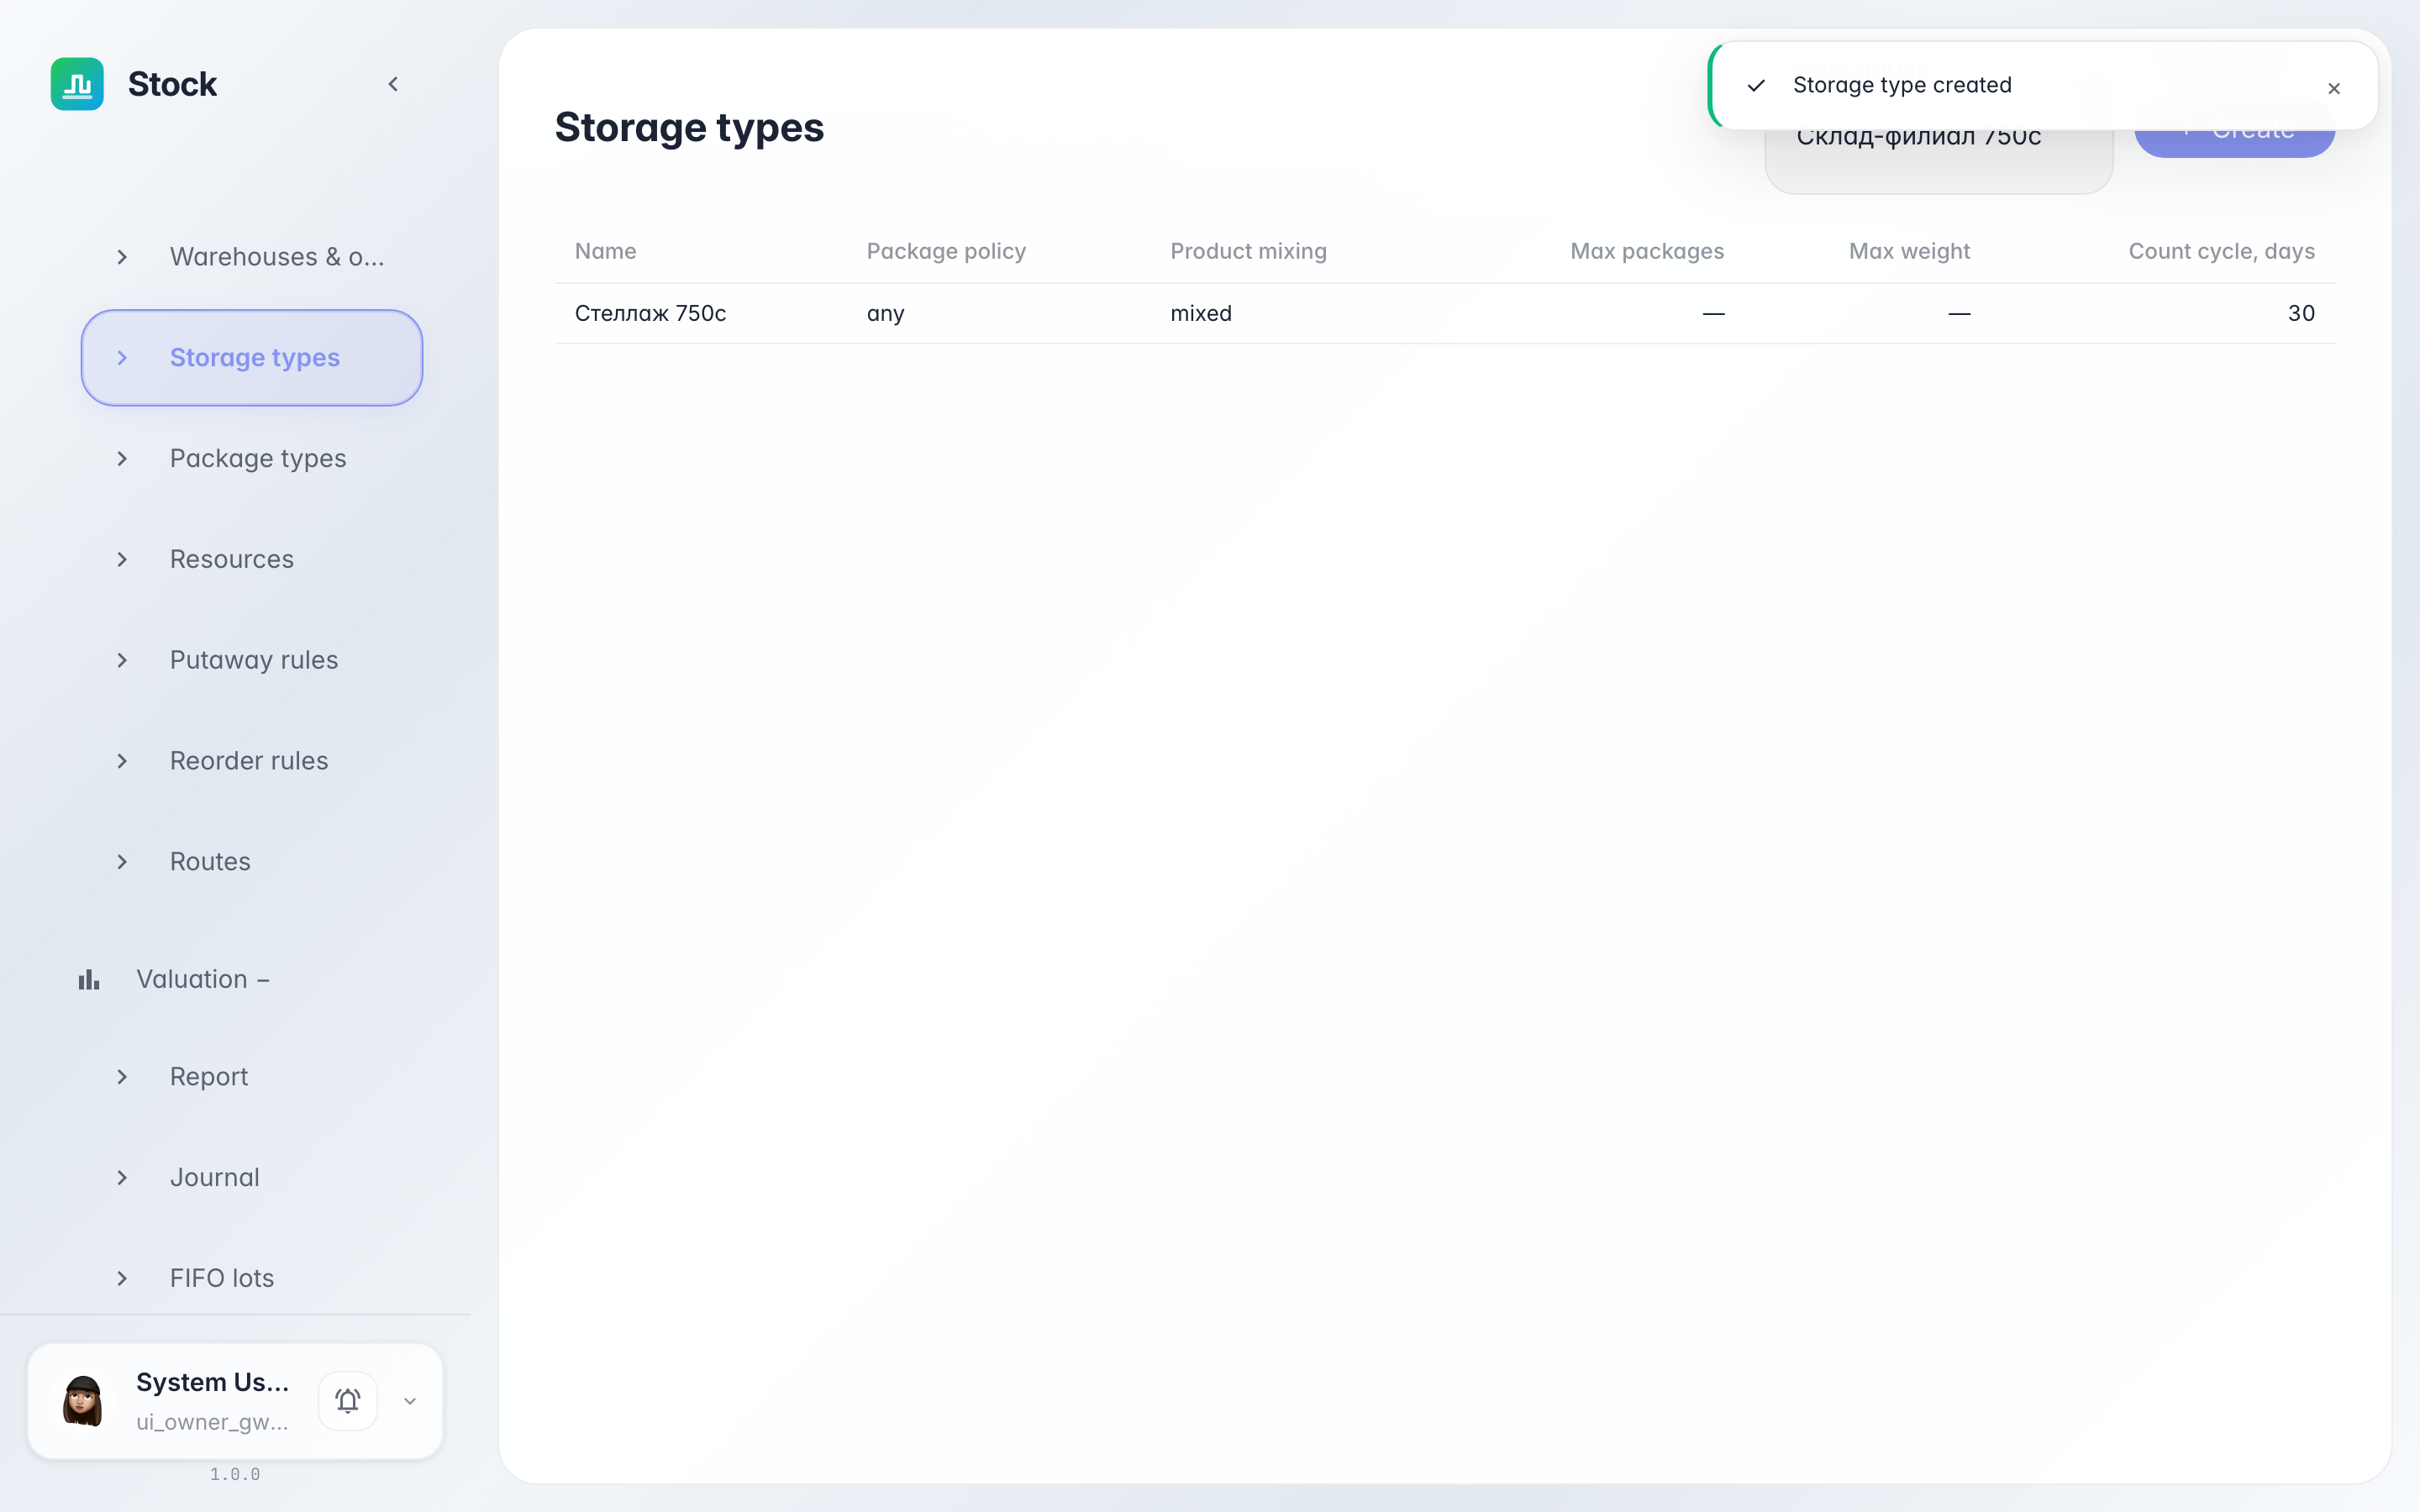 Stock
Warehouses & o...
Storage types
Package types
Resources
Putaway rules
Reorder rules
Routes
Valuation –
Report
Journal
FIFO lots
System Us...
ui_owner_gw...
1.0.0
Storage types
Storage type created
Склад-филиал 750с
Create
Name Package policy Product mixing Max packages Max weight Count cycle, days
Стеллаж 750с any mixed — — 30